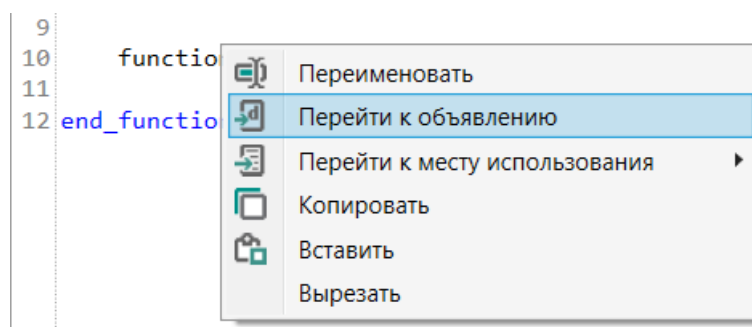 9
10 functio
11
12 end_functio
Переименовать
Перейти к объявлению
Перейти к месту использования
Копировать
Вставить
Вырезать